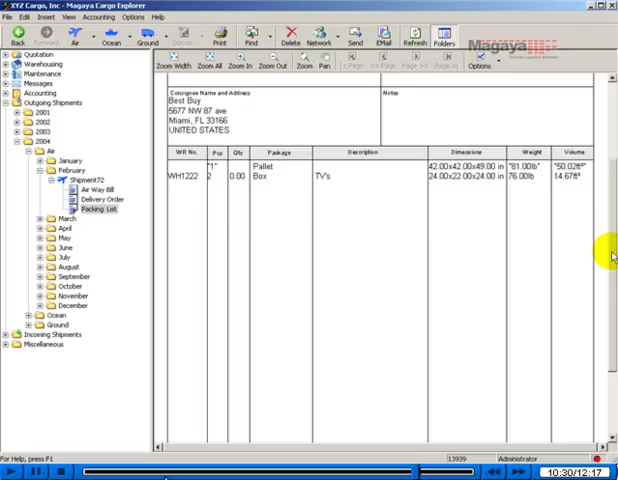 XYZ Cargo, Inc - Magaya Cargo Explorer
File Edit Insert View Accounting Options Help
Back Forward Air Ocean Ground Details Print Find Delete Network Send EMail Refresh Folders
Magaya
Zoom Width Zoom All Zoom In Zoom Out Zoom Pan |< Page < Page Page >> Page >| Options
Quotation
Warehousing
Maintenance
Messages
Accounting
Outgoing Shipments
2001
2002
2003
2004
Air
January
February
Shipment72
Air Way Bill
Delivery Order
Packing List
March
April
May
June
July
August
September
October
November
December
Ocean
Ground
Incoming Shipments
Miscellaneous
Consignee Name and Address
Notes
Best Buy
5677 NW 87 ave
Miami, FL 33166
UNITED STATES
WR No. Pcs Qty Package Description Dimensions Weight Volume
"1" Pallet 42.00x42.00x49.00 in "81.00lb" "50.02ft³"
WH1222 2 0.00 Box TV's 24.00x22.00x24.00 in 76.00lb 14.67ft³
For Help, press F1
13939 Administrator
10:30/12:17